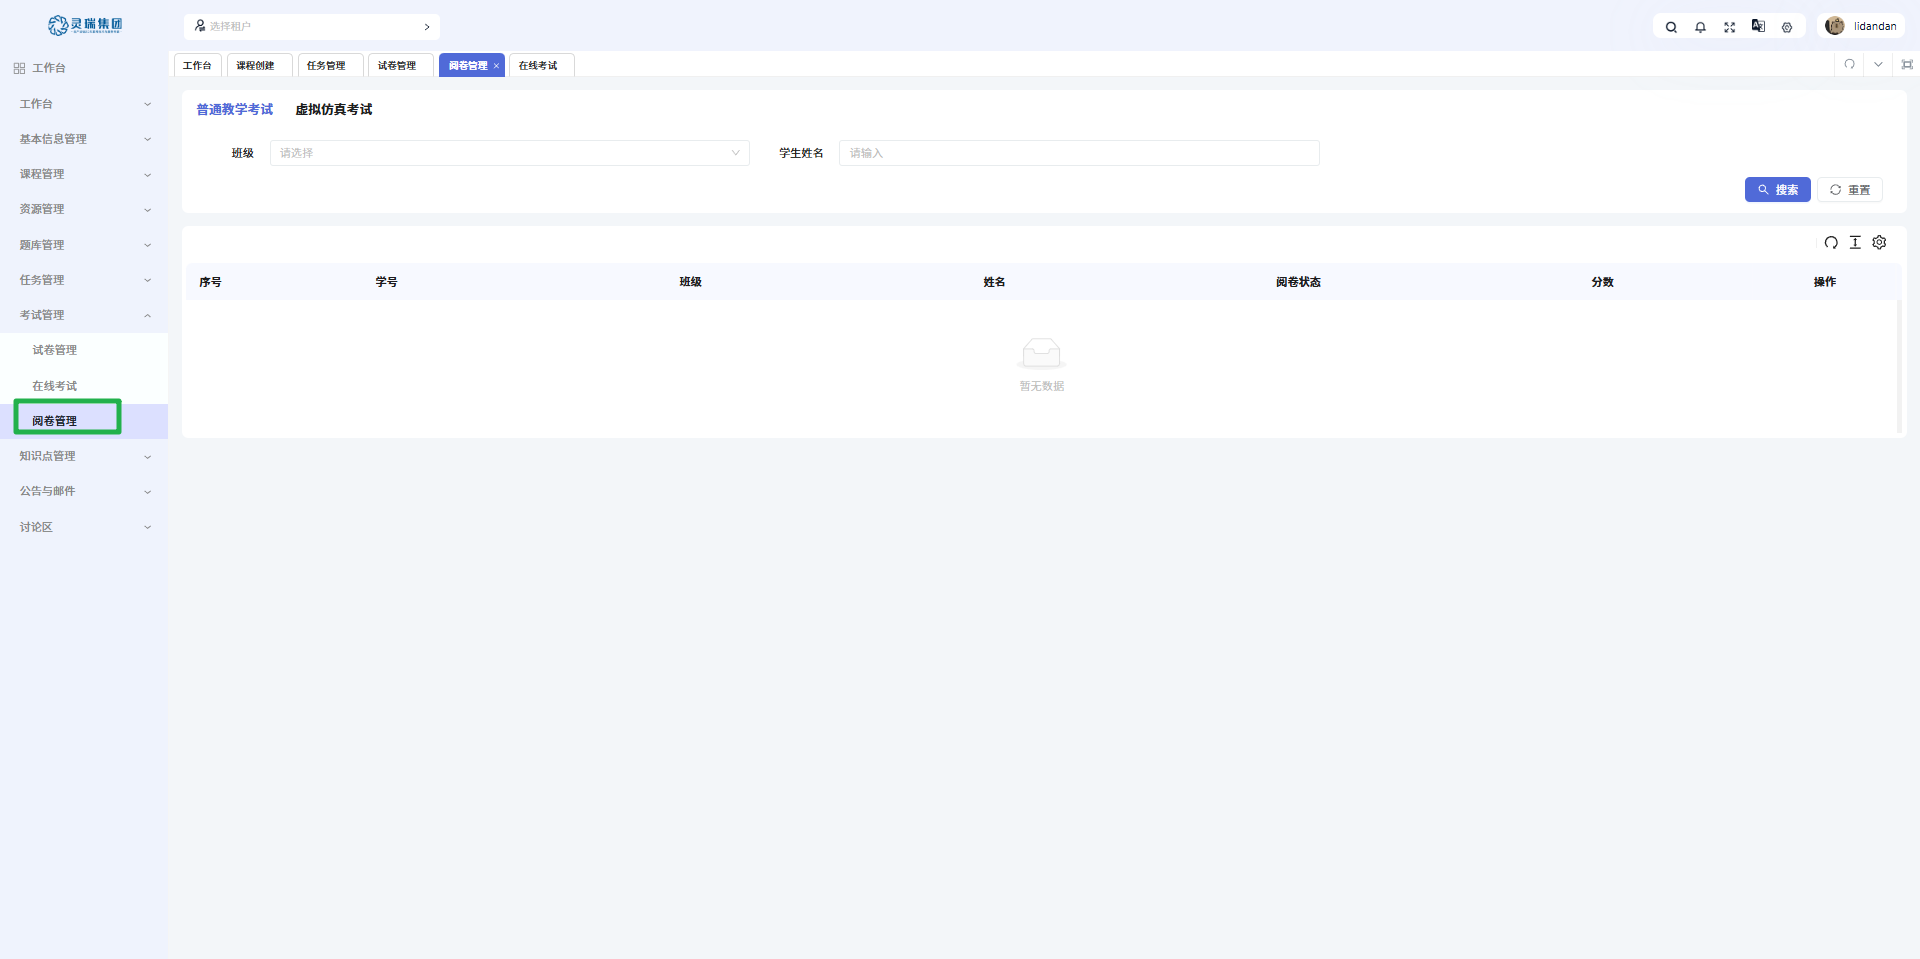 灵瑞集团
选择租户
lidandan
工作台
工作台
基本信息管理
课程管理
资源管理
题库管理
任务管理
考试管理
试卷管理
在线考试
阅卷管理
知识点管理
公告与邮件
讨论区
工作台 课程创建 任务管理 试卷管理 阅卷管理 × 在线考试
普通教学考试 虚拟仿真考试
班级 请选择 学生姓名 请输入
搜索 重置
序号 学号 班级 姓名 阅卷状态 分数 操作
暂无数据